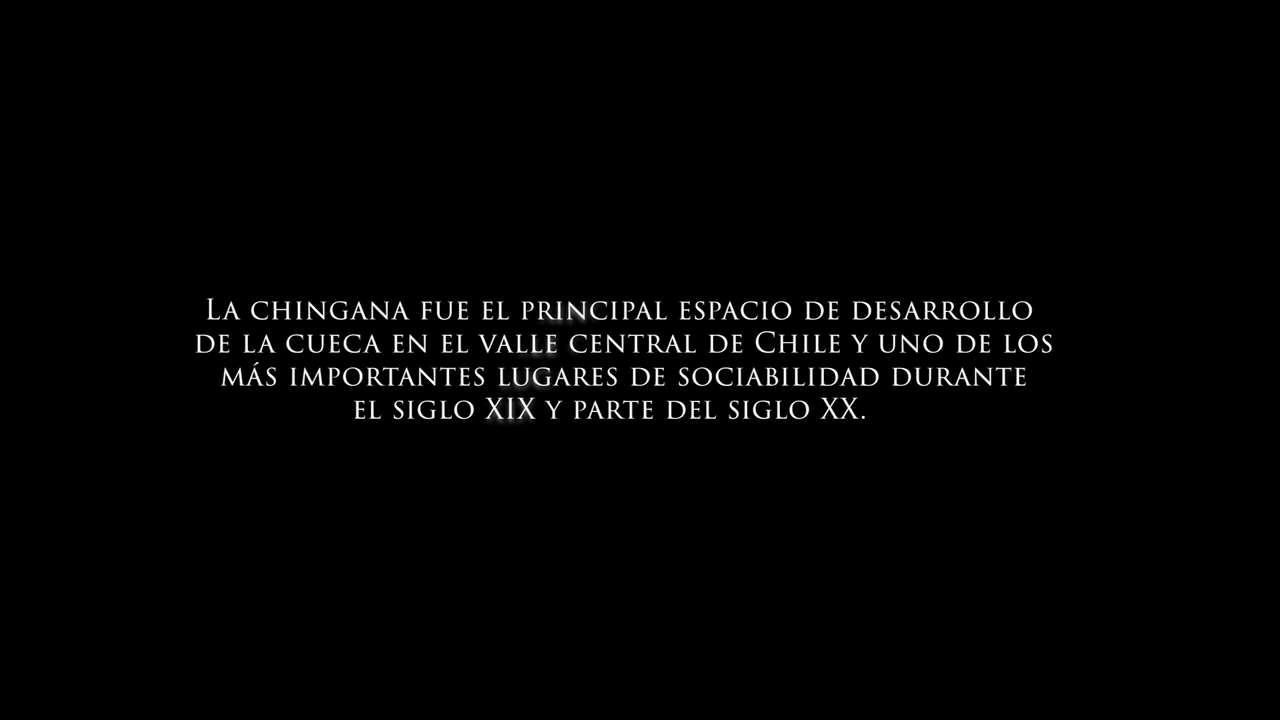 La chingana fue el principal espacio de desarrollo
de la cueca en el valle central de Chile y uno de los
más importantes lugares de sociabilidad durante
el siglo XIX y parte del siglo XX.